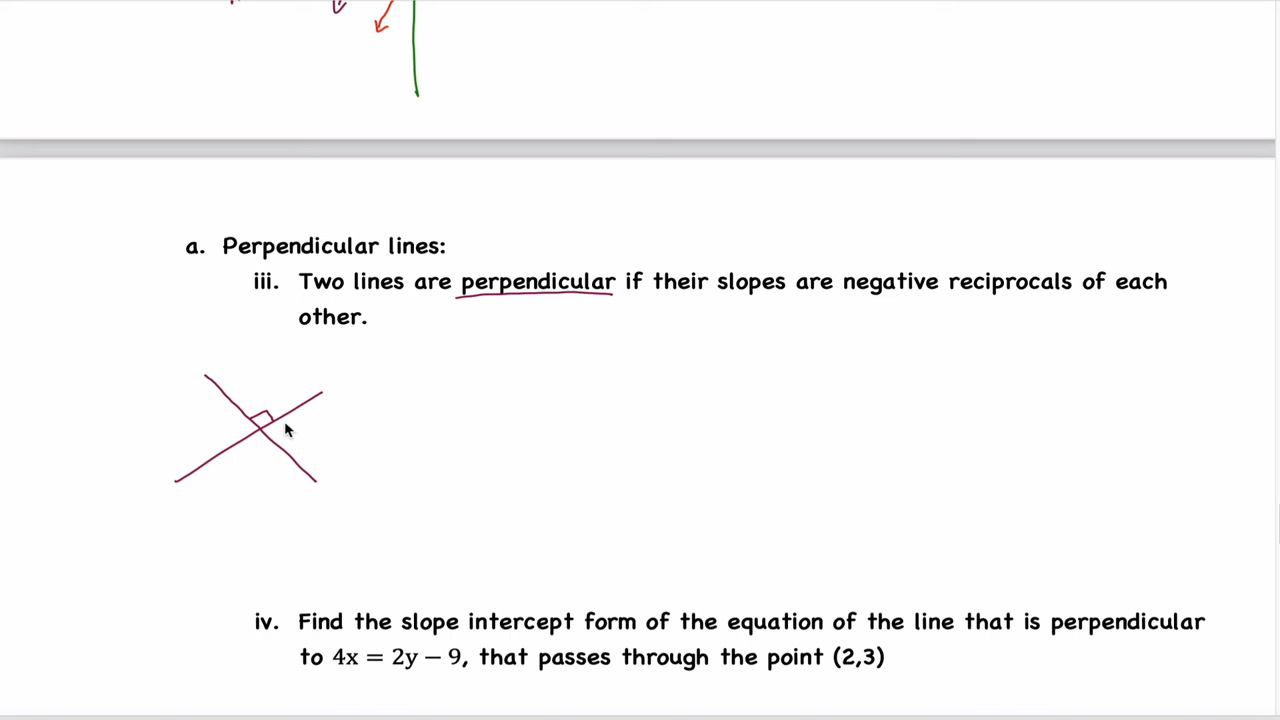 a. Perpendicular lines:
iii. Two lines are perpendicular if their slopes are negative reciprocals of each
other.
iv. Find the slope intercept form of the equation of the line that is perpendicular
to 4x = 2y − 9, that passes through the point (2,3)